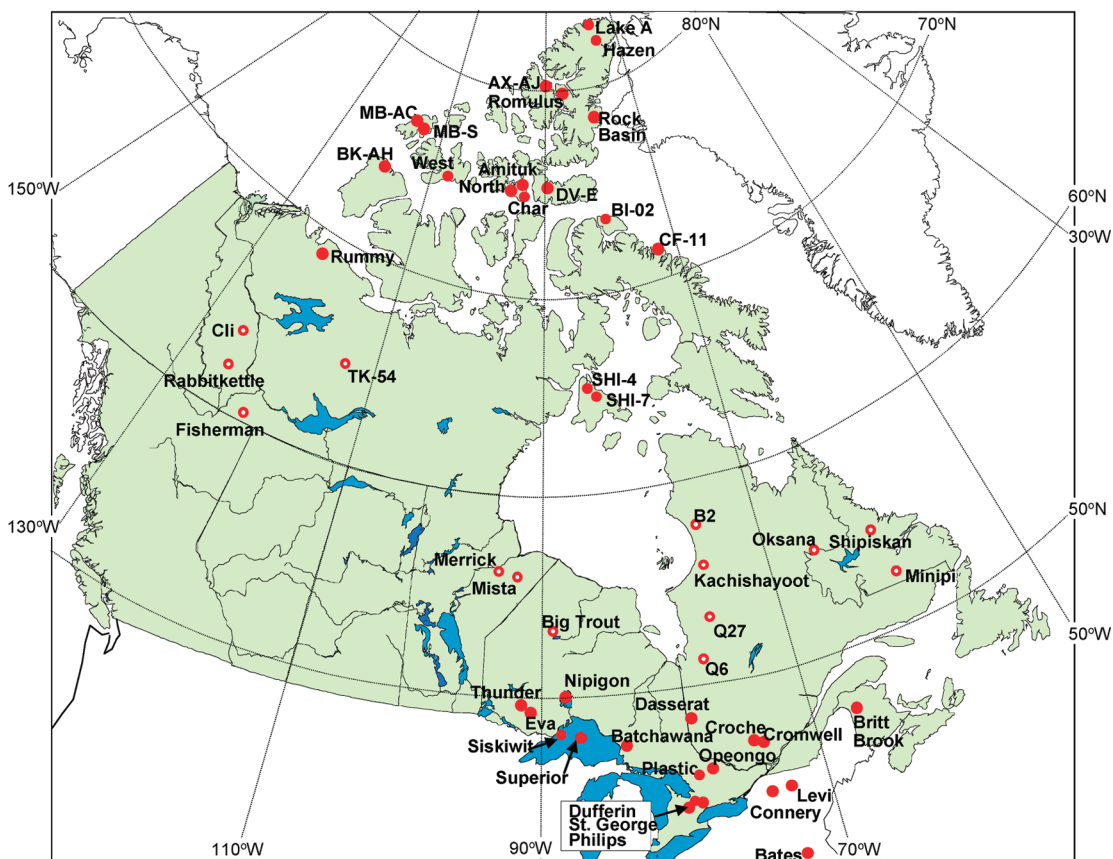 80°N
70°N
Lake A
Hazen
AX-AJ
Romulus
MB-AC
MB-S
Rock
Basin
BK-AH
West
Amituk
North
DV-E
Char
150°W
60°N
BI-02
30°W
CF-11
Rummy
Cli
Rabbitkettle
TK-54
SHI-4
SHI-7
Fisherman
50°N
B2
130°W
Oksana
Shipiskan
Merrick
Kachishayoot
Minipi
Mista
Big Trout
Q27
50°W
Q6
Nipigon
Thunder
Dasserat
Eva
Croche
Cromwell
Britt
Brook
Siskiwit
Batchawana
Opeongo
Superior
Plastic
Levi
Connery
Dufferin
St. George
Philips
110°W
90°W
70°W
Bates